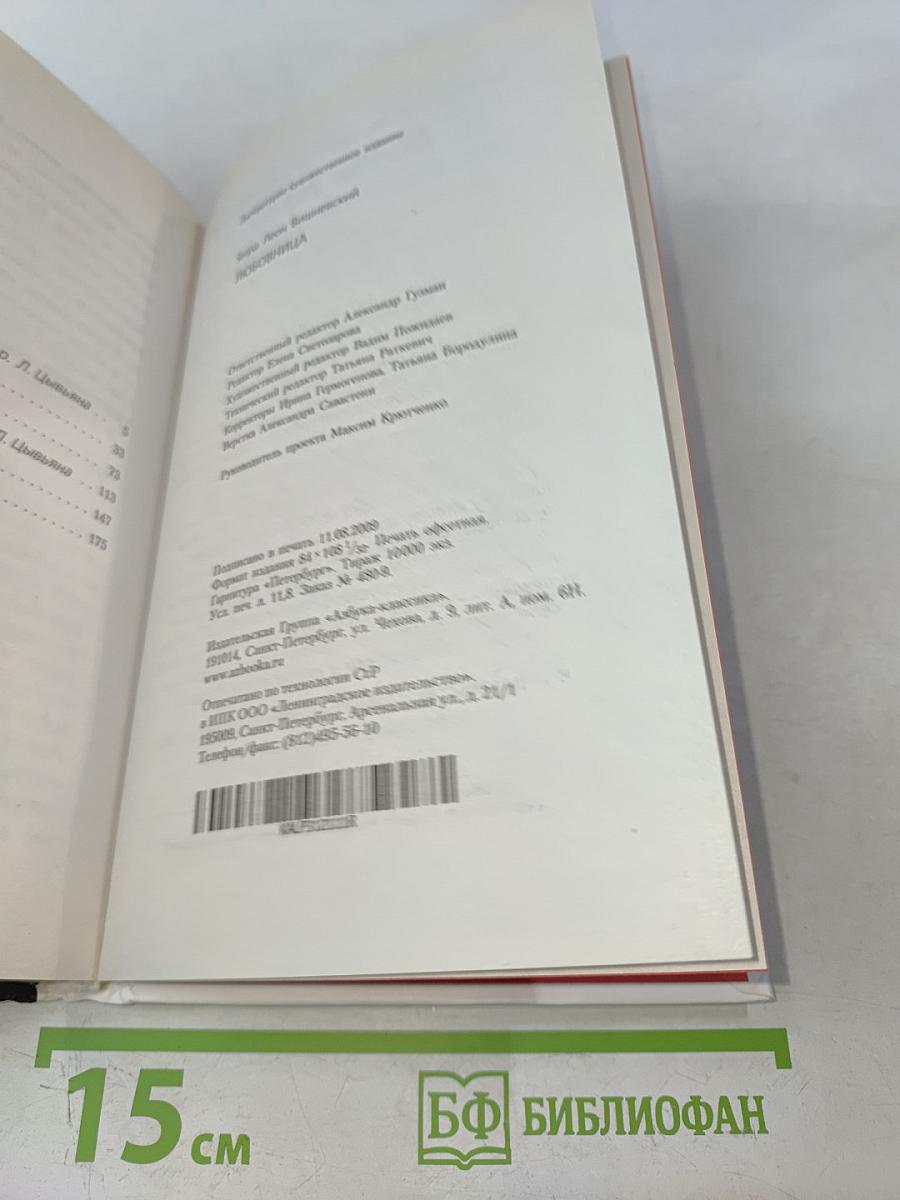 Л. Цывьяна
5
33
73
Л. Цывьяна
113
147
175
Литературно-художественное издание
Януш Леон Вишневский
ЛЮБОВНИЦА
Ответственный редактор Александр Гузман
Редактор Елена Светозарова
Художественный редактор Вадим Пожидаев
Технический редактор Татьяна Раткевич
Корректоры Ирина Гермогенова, Татьяна Бородулина
Верстка Александра Савастени
Руководитель проекта Максим Крютченко
Подписано в печать 11.08.2009
Формат издания 84×108 1/32. Печать офсетная.
Гарнитура «Петербург». Тираж 10000 экз.
Усл. печ. л. 11,8. Заказ № 480/9.
Издательская Группа «Азбука-классика».
191014, Санкт-Петербург, ул. Чехова, д. 9, лит. А, пом. 6Н.
www.azbooka.ru
Отпечатано по технологии CtP
в ИПК ООО «Ленинградское издательство».
195009, Санкт-Петербург, Арсенальная ул., д. 21/1
Телефон/факс: (812)495-56-10
15 см
БФ БИБЛИОФАН